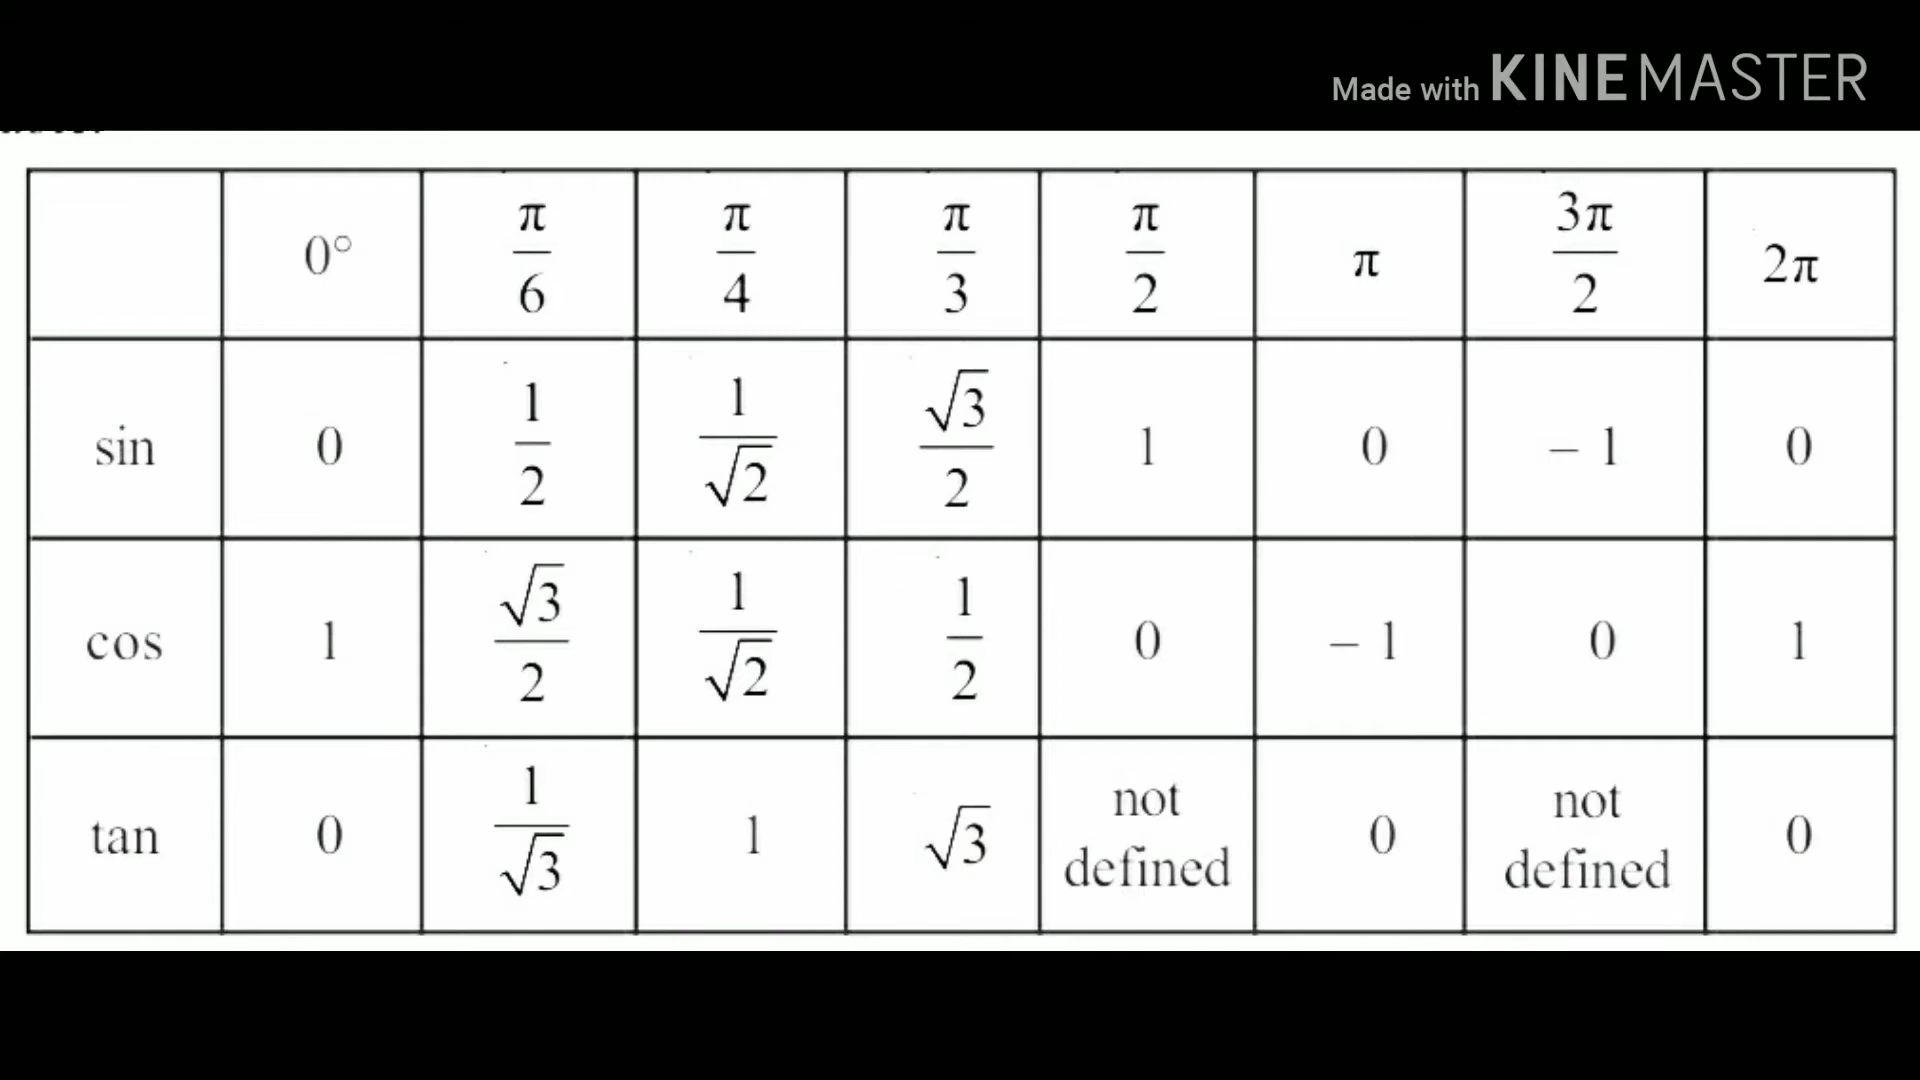 Made with KINEMASTER
0° π/6 π/4 π/3 π/2 π 3π/2 2π
sin 0 1/2 1/√2 √3/2 1 0 – 1 0
cos 1 √3/2 1/√2 1/2 0 – 1 0 1
tan 0 1/√3 1 √3 not defined 0 not defined 0